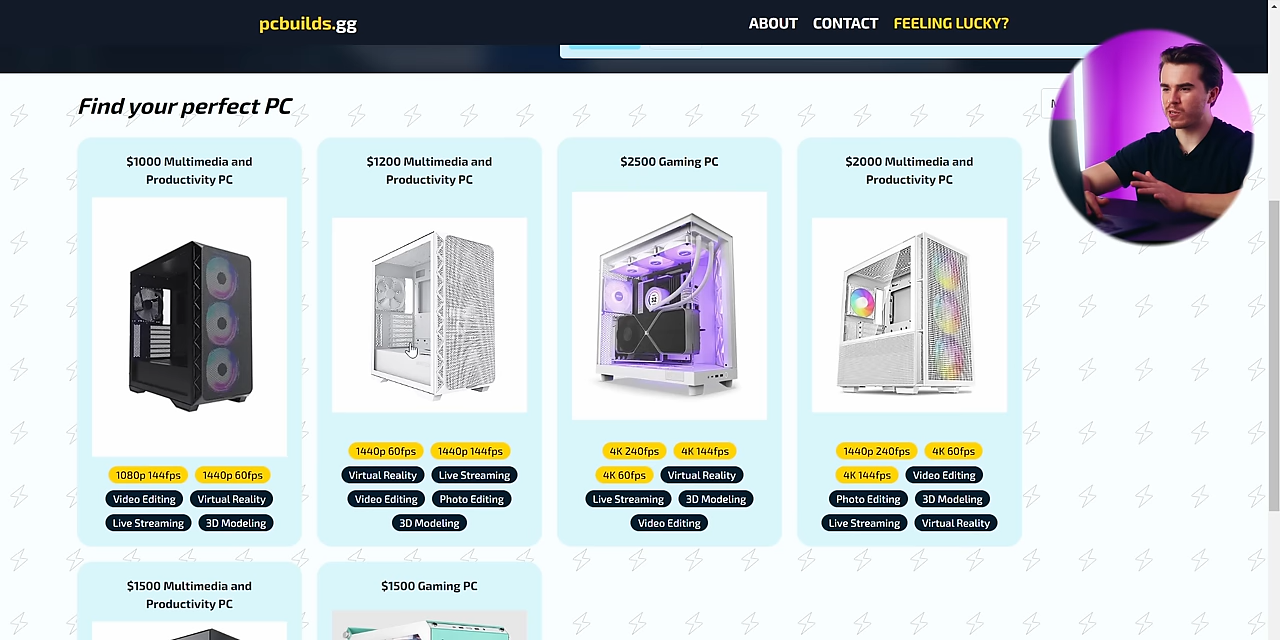 pcbuilds.gg
ABOUT CONTACT FEELING LUCKY?
Find your perfect PC
$1000 Multimedia and
Productivity PC
1080p 144fps 1440p 60fps
Video Editing Virtual Reality
Live Streaming 3D Modeling
$1200 Multimedia and
Productivity PC
1440p 60fps 1440p 144fps
Virtual Reality Live Streaming
Video Editing Photo Editing
3D Modeling
$2500 Gaming PC
4K 240fps 4K 144fps
4K 60fps Virtual Reality
Live Streaming 3D Modeling
Video Editing
$2000 Multimedia and
Productivity PC
1440p 240fps 4K 60fps
4K 144fps Video Editing
Photo Editing 3D Modeling
Live Streaming Virtual Reality
$1500 Multimedia and
Productivity PC
$1500 Gaming PC